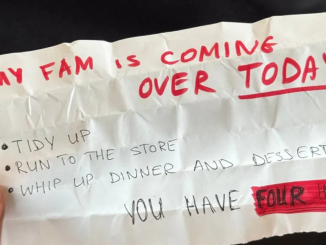 MY FAM IS COMING
OVER TODAY
• TIDY UP
• RUN TO THE STORE
• WHIP UP DINNER AND DESSERT
YOU HAVE FOUR